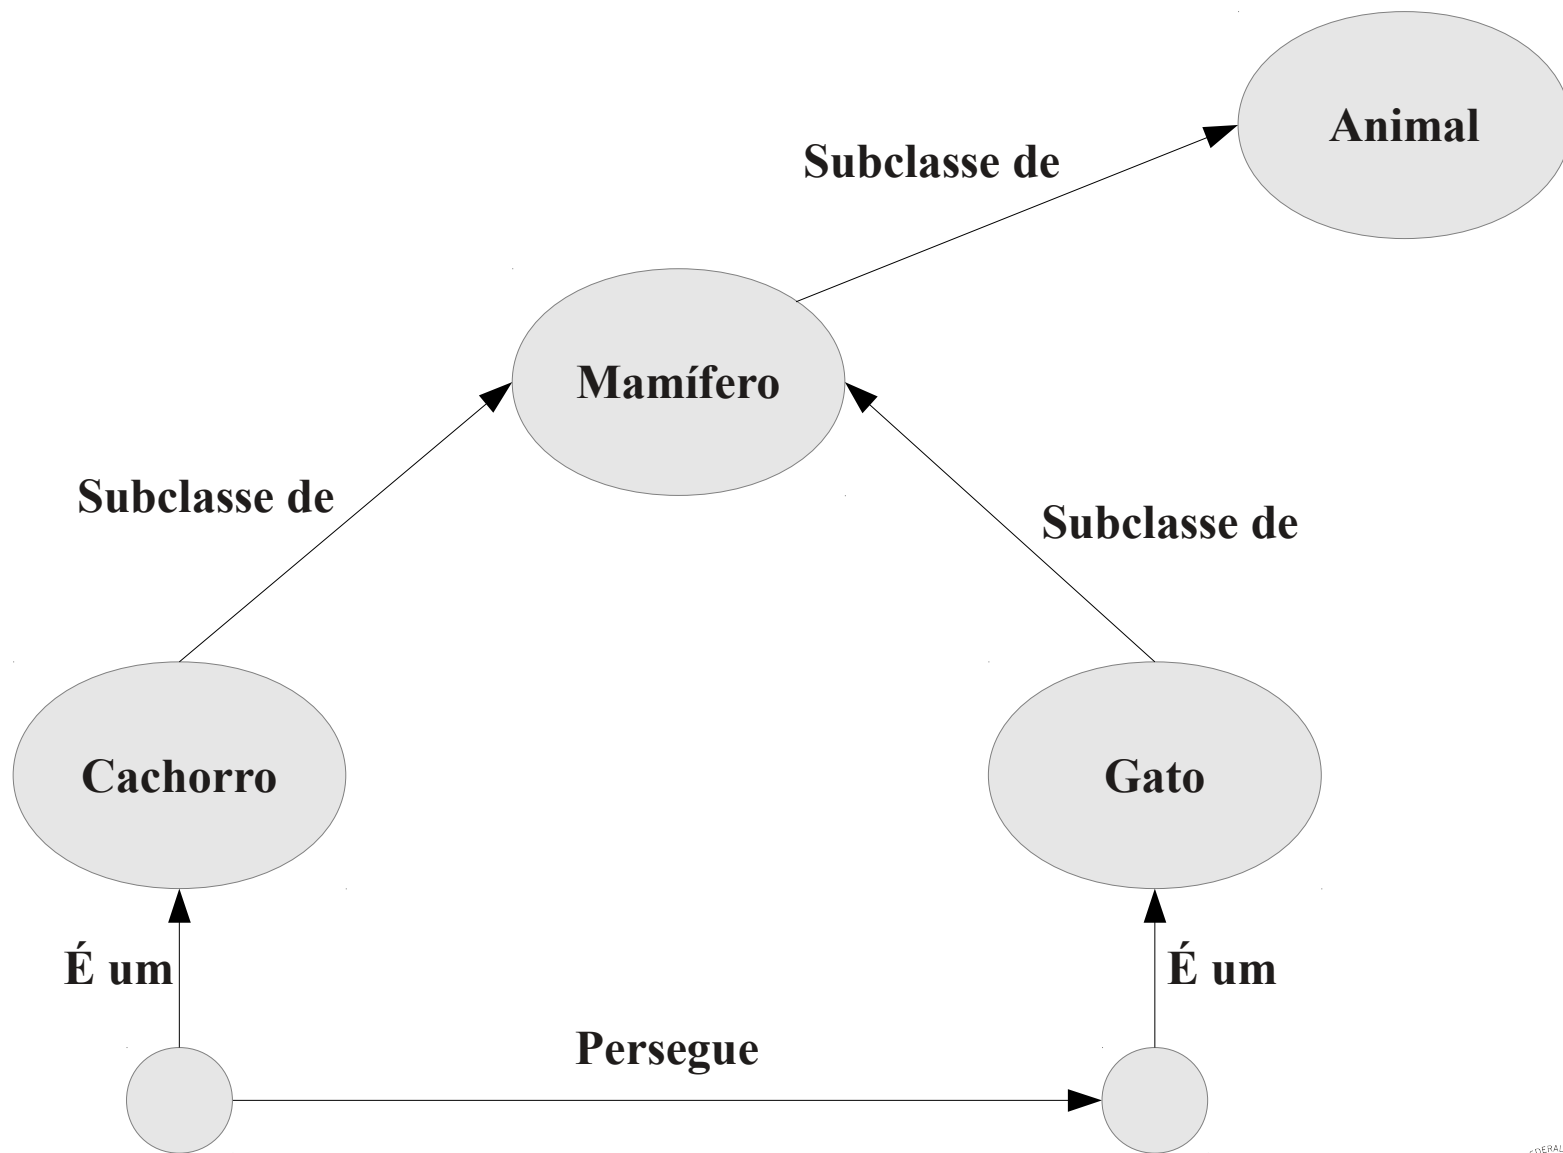 Animal
Subclasse de
Mamífero
Subclasse de
Subclasse de
Cachorro
Gato
É um
É um
Persegue